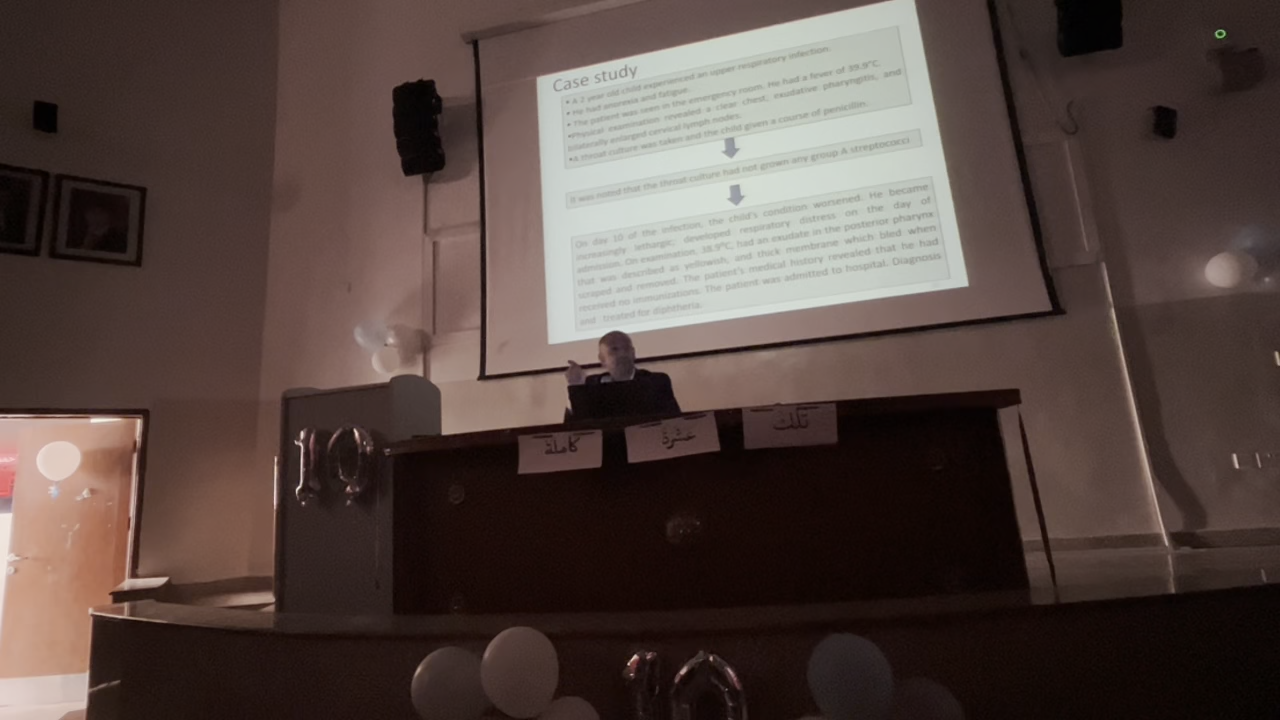 Case study
• A 2 year old child experienced an upper respiratory infection.
• He had anorexia and fatigue.
• The patient was seen in the emergency room. He had a fever of 39.9°C.
•Physical examination revealed a clear chest, exudative pharyngitis, and
bilaterally enlarged cervical lymph nodes.
•A throat culture was taken and the child given a course of penicillin.
It was noted that the throat culture had not grown any group A streptococci
On day 10 of the infection, the child's condition worsened. He became
increasingly lethargic; developed respiratory distress on the day of
admission. On examination, 38.9°C, had an exudate in the posterior pharynx
that was described as yellowish, and thick membrane which bled when
scraped and removed. The patient's medical history revealed that he had
received no immunizations. The patient was admitted to hospital. Diagnosis
and treated for diphtheria.
تلك عشرة كاملة
10
10